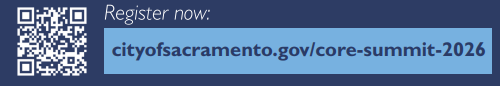 Register now:
cityofsacramento.gov/core-summit-2026